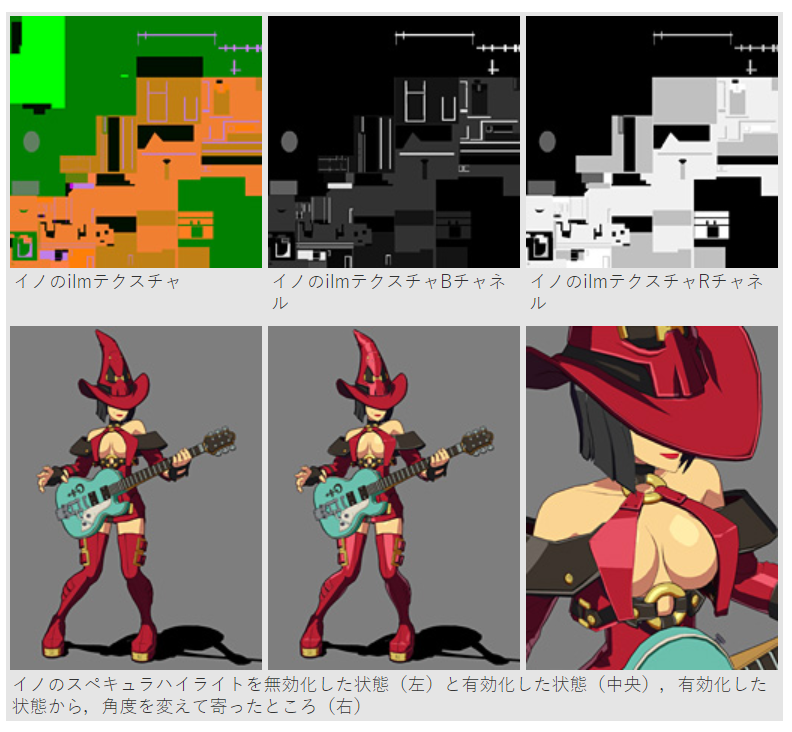 イノのilmテクスチャ
イノのilmテクスチャBチャネ
ル
イノのilmテクスチャRチャネ
ル
イノのスペキュラハイライトを無効化した状態（左）と有効化した状態（中央），有効化した
状態から，角度を変えて寄ったところ（右）